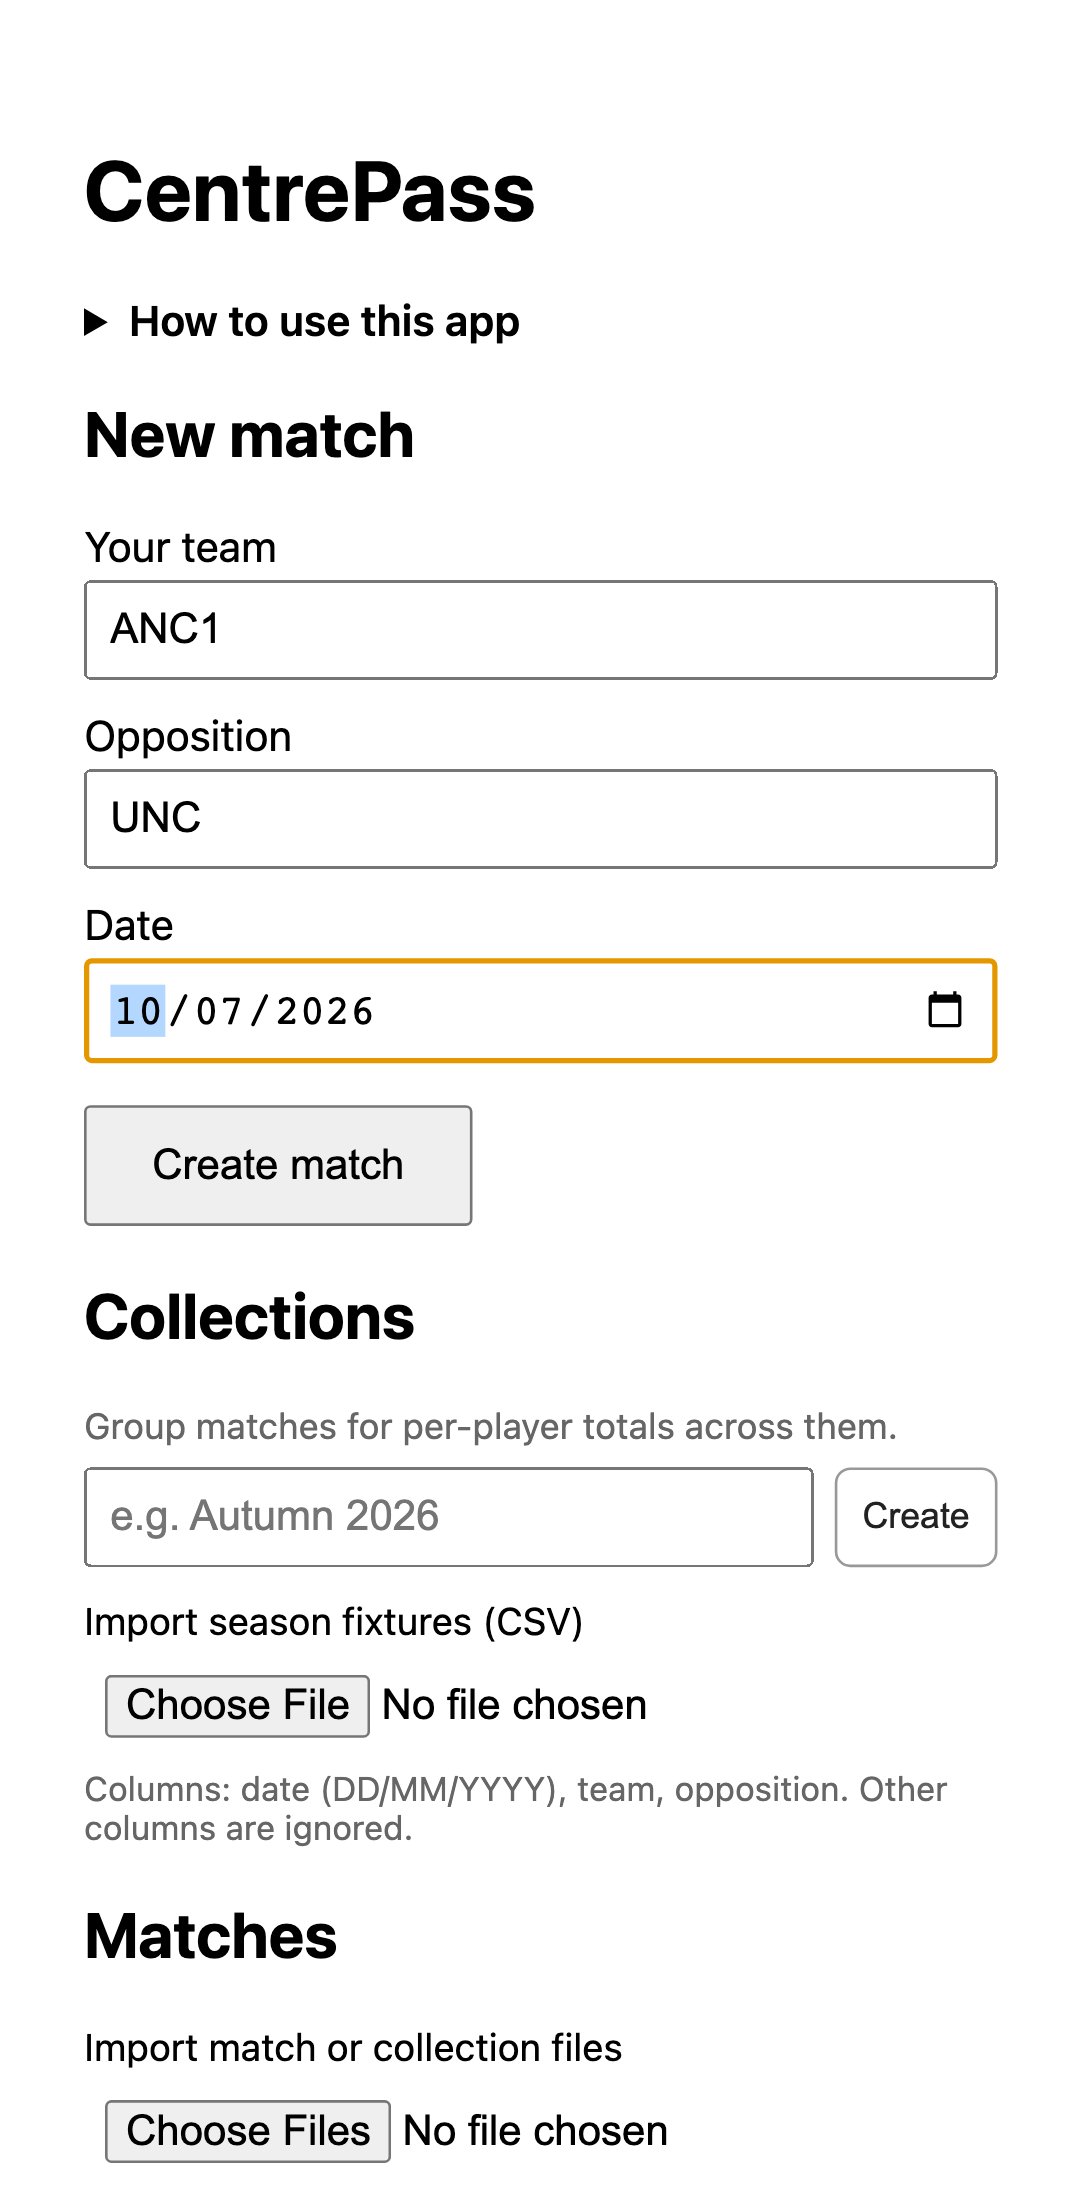 CentrePass
▶ How to use this app
New match
Your team
ANC1
Opposition
UNC
Date
10/07/2026
Create match
Collections
Group matches for per-player totals across them.
e.g. Autumn 2026
Create
Import season fixtures (CSV)
Choose File No file chosen
Columns: date (DD/MM/YYYY), team, opposition. Other
columns are ignored.
Matches
Import match or collection files
Choose Files No file chosen